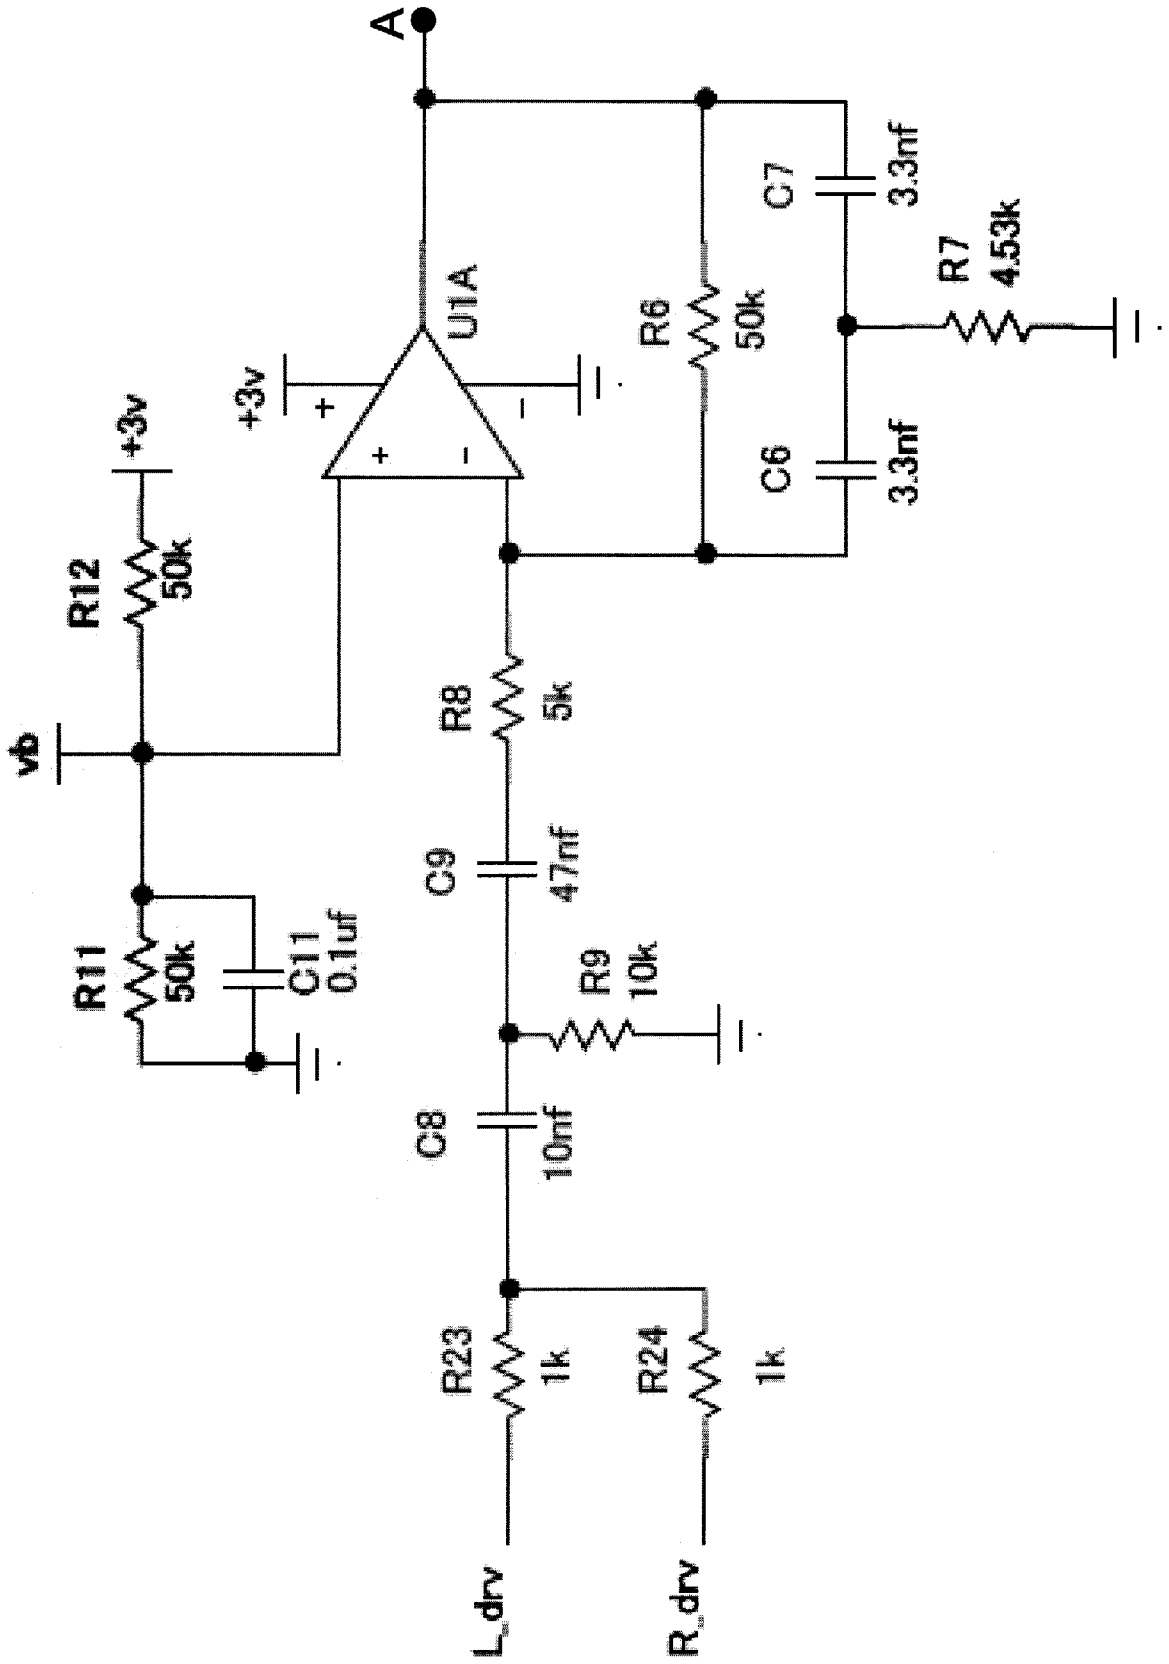 A
+3v
R12
50k
vb
R11
50k
C11
0.1uf
+3v
+
+
-
-
U1A
R6
50k
C7
3.3nf
C6
3.3nf
R7
4.53k
R8
5k
C9
47nf
R9
10k
C8
10nf
R23
1k
R24
1k
L_drv
R_drv